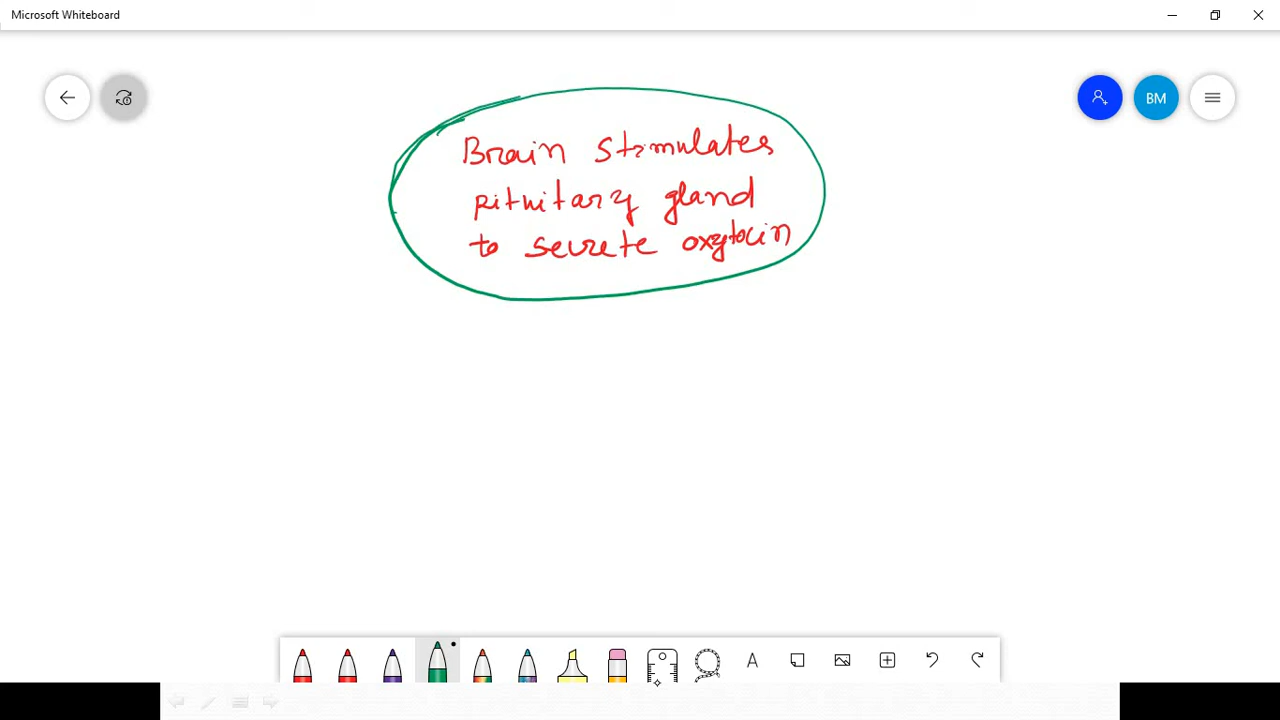 Microsoft Whiteboard
BM
Brain stimulates
pituitary gland
to secrete oxytocin
A